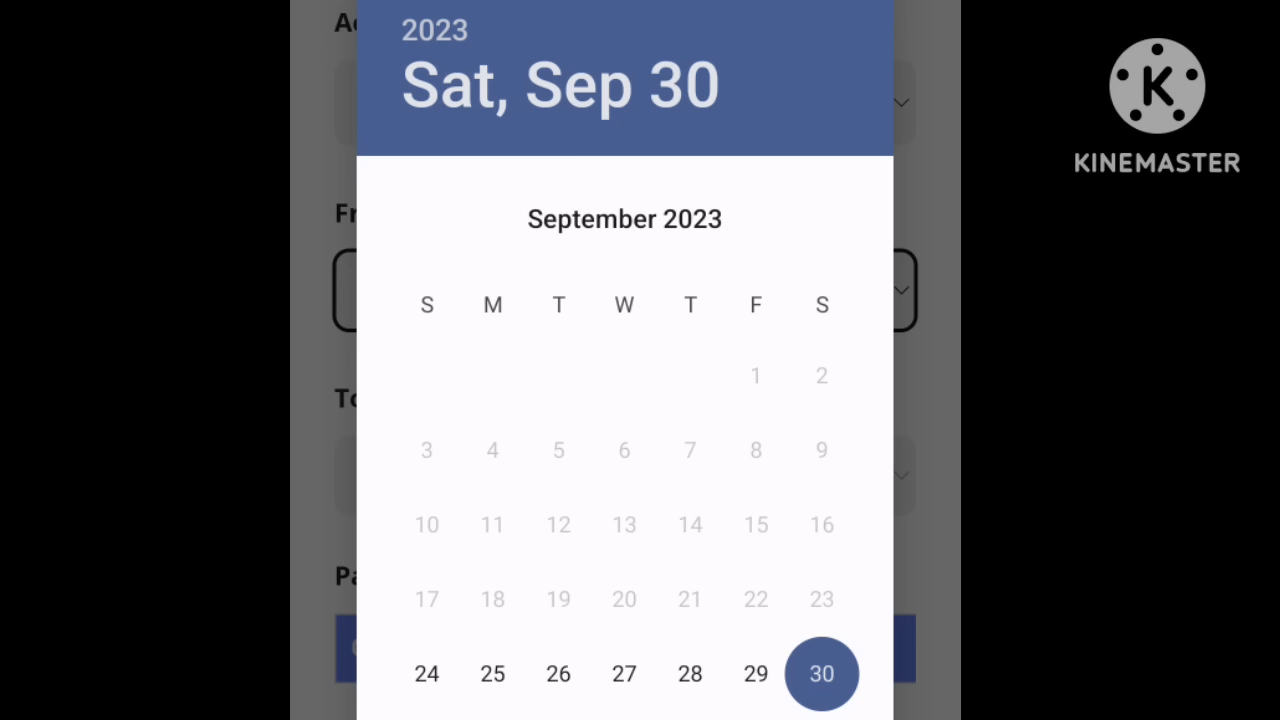 2023
Sat, Sep 30
KINEMASTER
September 2023
S M T W T F S
1 2
3 4 5 6 7 8 9
10 11 12 13 14 15 16
17 18 19 20 21 22 23
24 25 26 27 28 29 30